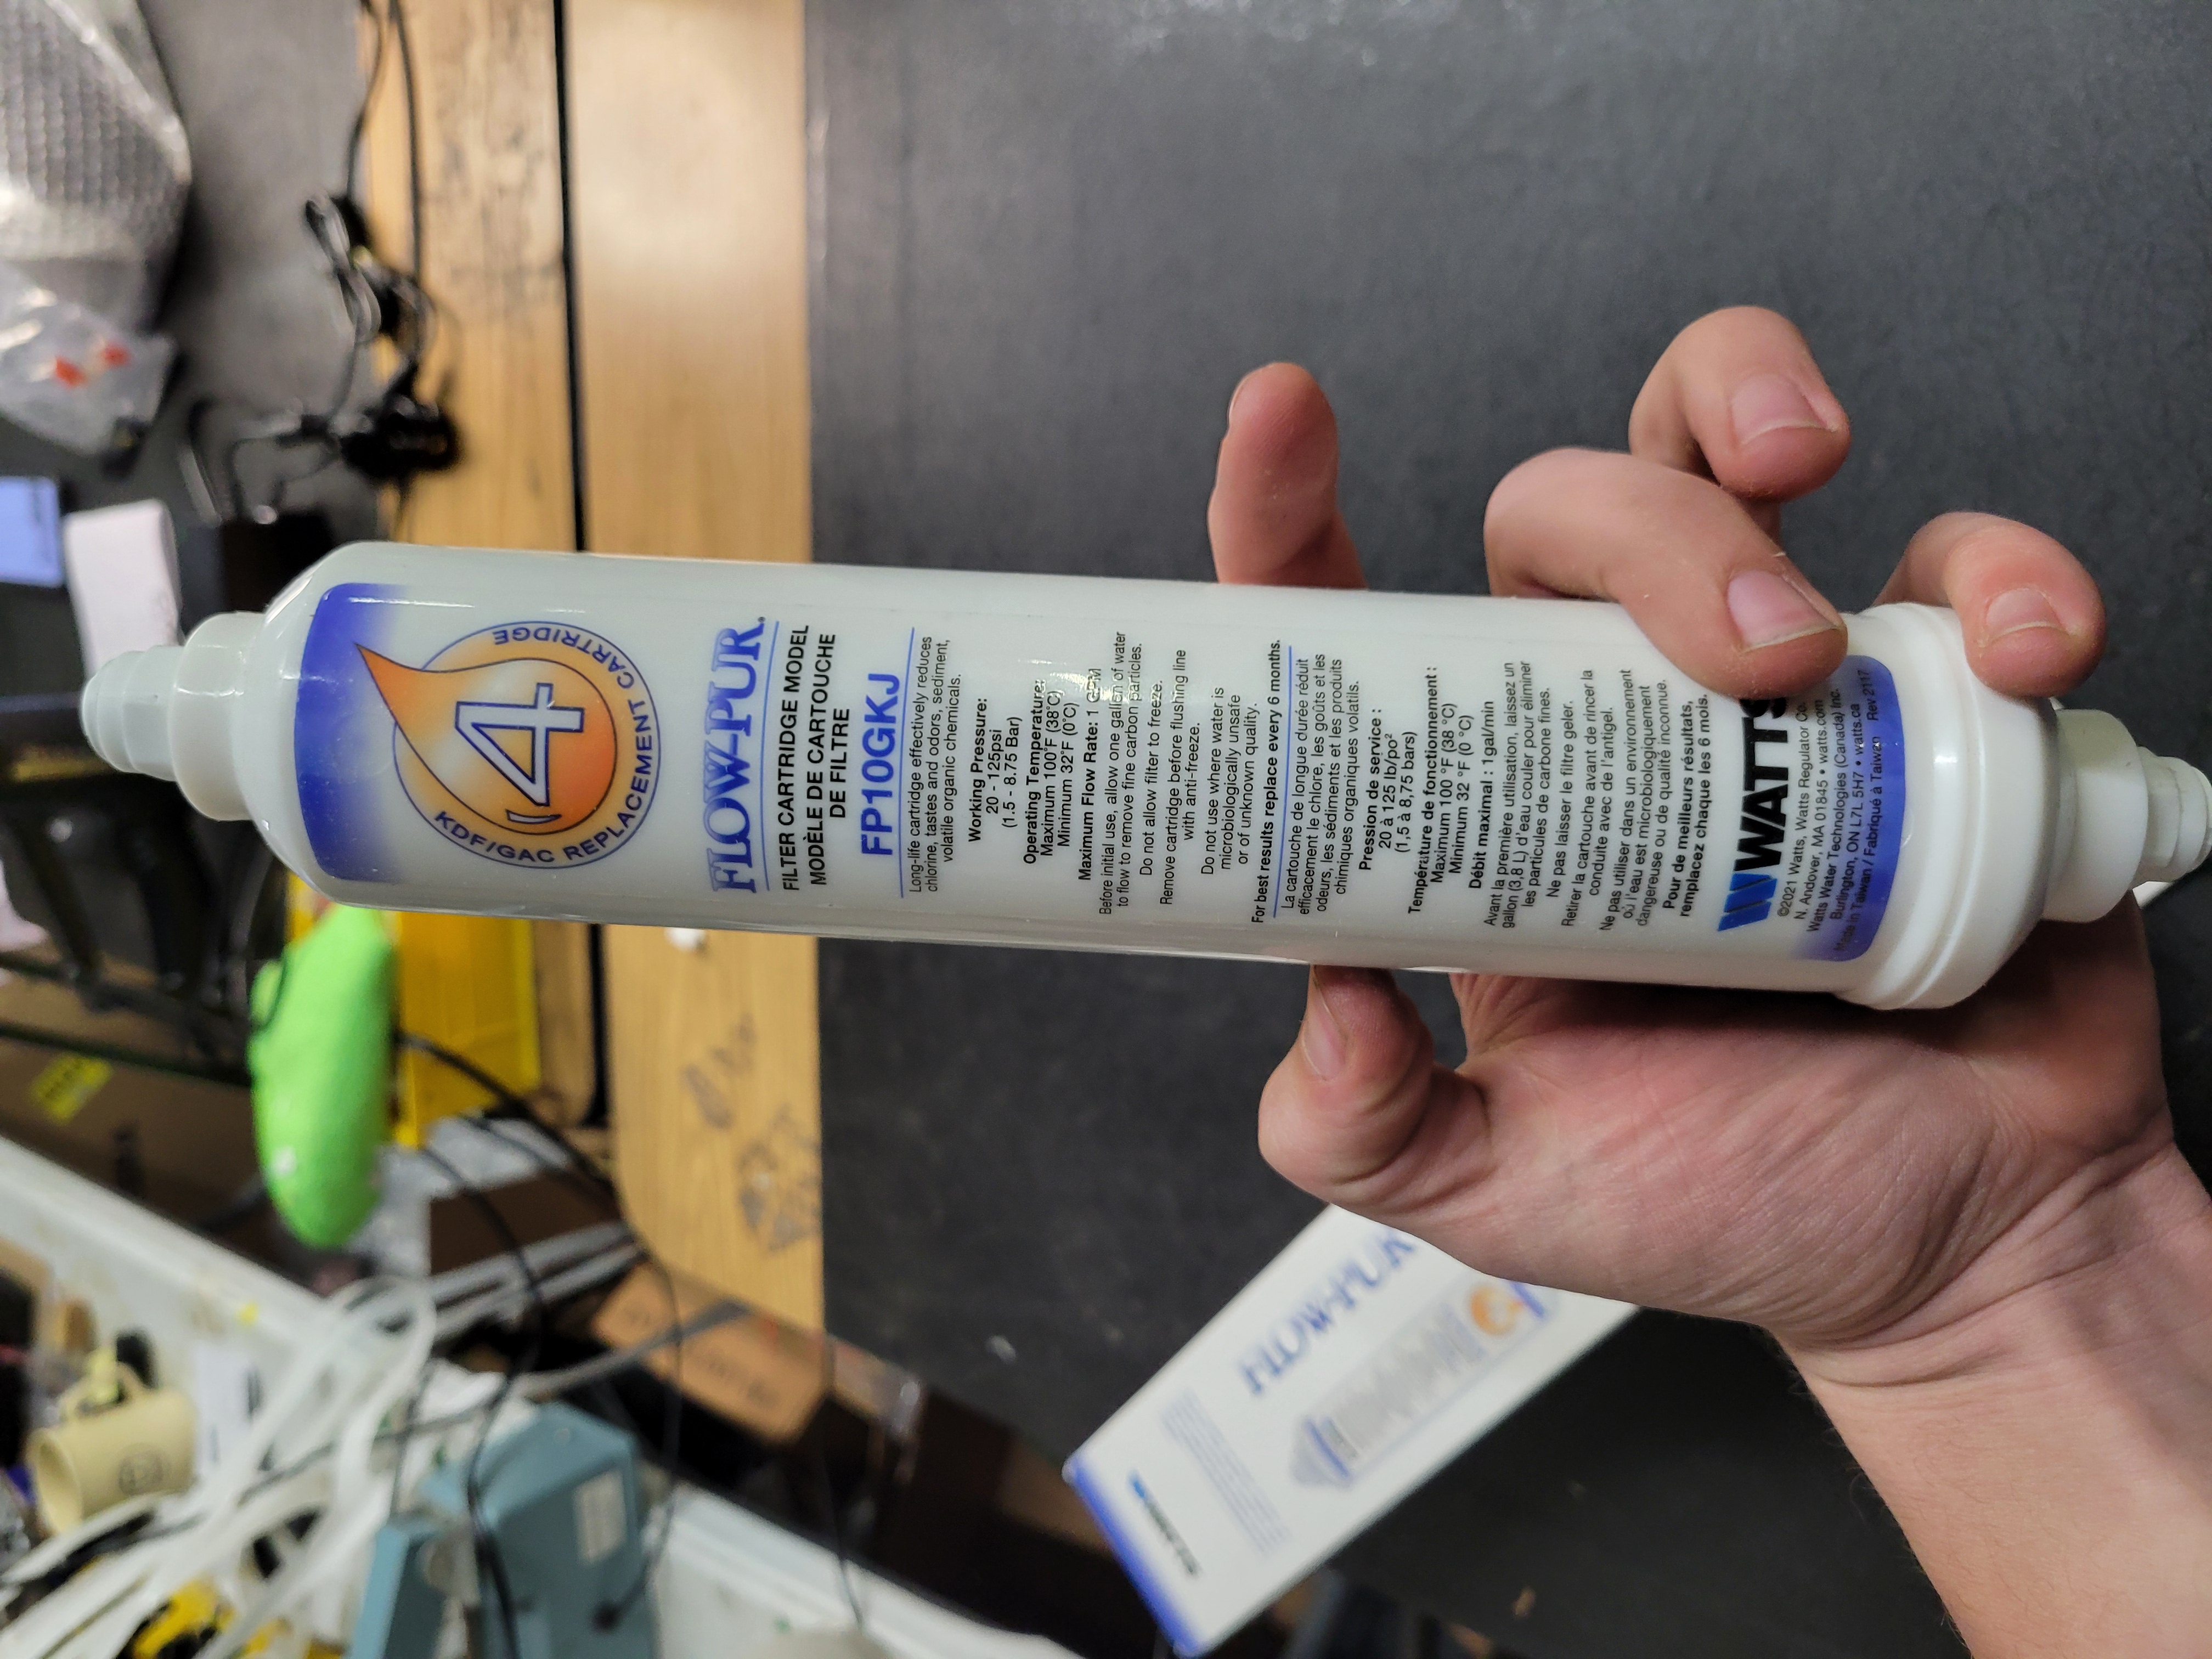 4
KDF/GAC REPLACEMENT CARTRIDGE
FLOW-PUR®
FILTER CARTRIDGE MODEL
MODÈLE DE CARTOUCHE
DE FILTRE
FP10GKJ
Long-life cartridge effectively reduces
chlorine, tastes and odors, sediment,
volatile organic chemicals.
Working Pressure:
20 - 125psi
(1.5 - 8.75 Bar)
Operating Temperature:
Maximum 100°F (38°C)
Minimum 32°F (0°C)
Maximum Flow Rate: 1 GPM
Before initial use, allow one gallon of water
to flow to remove fine carbon particles.
Do not allow filter to freeze.
Remove cartridge before flushing line
with anti-freeze.
Do not use where water is
microbiologically unsafe
or of unknown quality.
For best results replace every 6 months.
La cartouche de longue durée réduit
efficacement le chlore, les goûts et les
odeurs, les sédiments et les produits
chimiques organiques volatils.
Pression de service :
20 à 125 lb/po²
(1,5 à 8,75 bars)
Température de fonctionnement :
Maximum 100 °F (38 °C)
Minimum 32 °F (0 °C)
Débit maximal : 1gal/min
Avant la première utilisation, laissez un
gallon (3,8 L) d'eau couler pour éliminer
les particules de carbone fines.
Ne pas laisser le filtre geler.
Retirer la cartouche avant de rincer la
conduite avec de l'antigel.
Ne pas utiliser dans un environnement
où l'eau est microbiologiquement
dangereuse ou de qualité inconnue.
Pour de meilleurs résultats,
remplacez chaque les 6 mois.
WATTS
©2021 Watts, Watts Regulator Co.
N. Andover, MA 01845 • watts.com
Watts Water Technologies (Canada) Inc.
Burlington, ON L7L 5H7 • watts.ca
Made in Taiwan / Fabriqué à Taiwan Rev 2117
FLOW-PUR